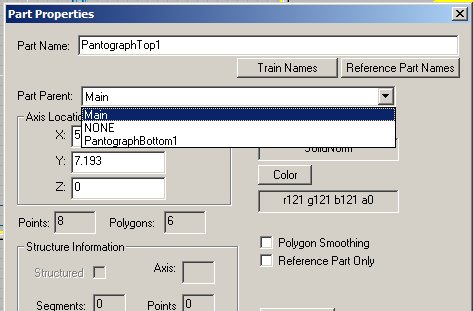 Part Properties
Part Name: PantographTop1
Train Names Reference Part Names
Part Parent: Main
Main
NONE
PantographBottom1
Axis Locatio
X: 5
Y: 7.193
Z: 0
Color
r121 g121 b121 a0
Points: 8 Polygons: 6
Structure Information
Structured Axis:
Segments: 0 Points 0
Polygon Smoothing
Reference Part Only